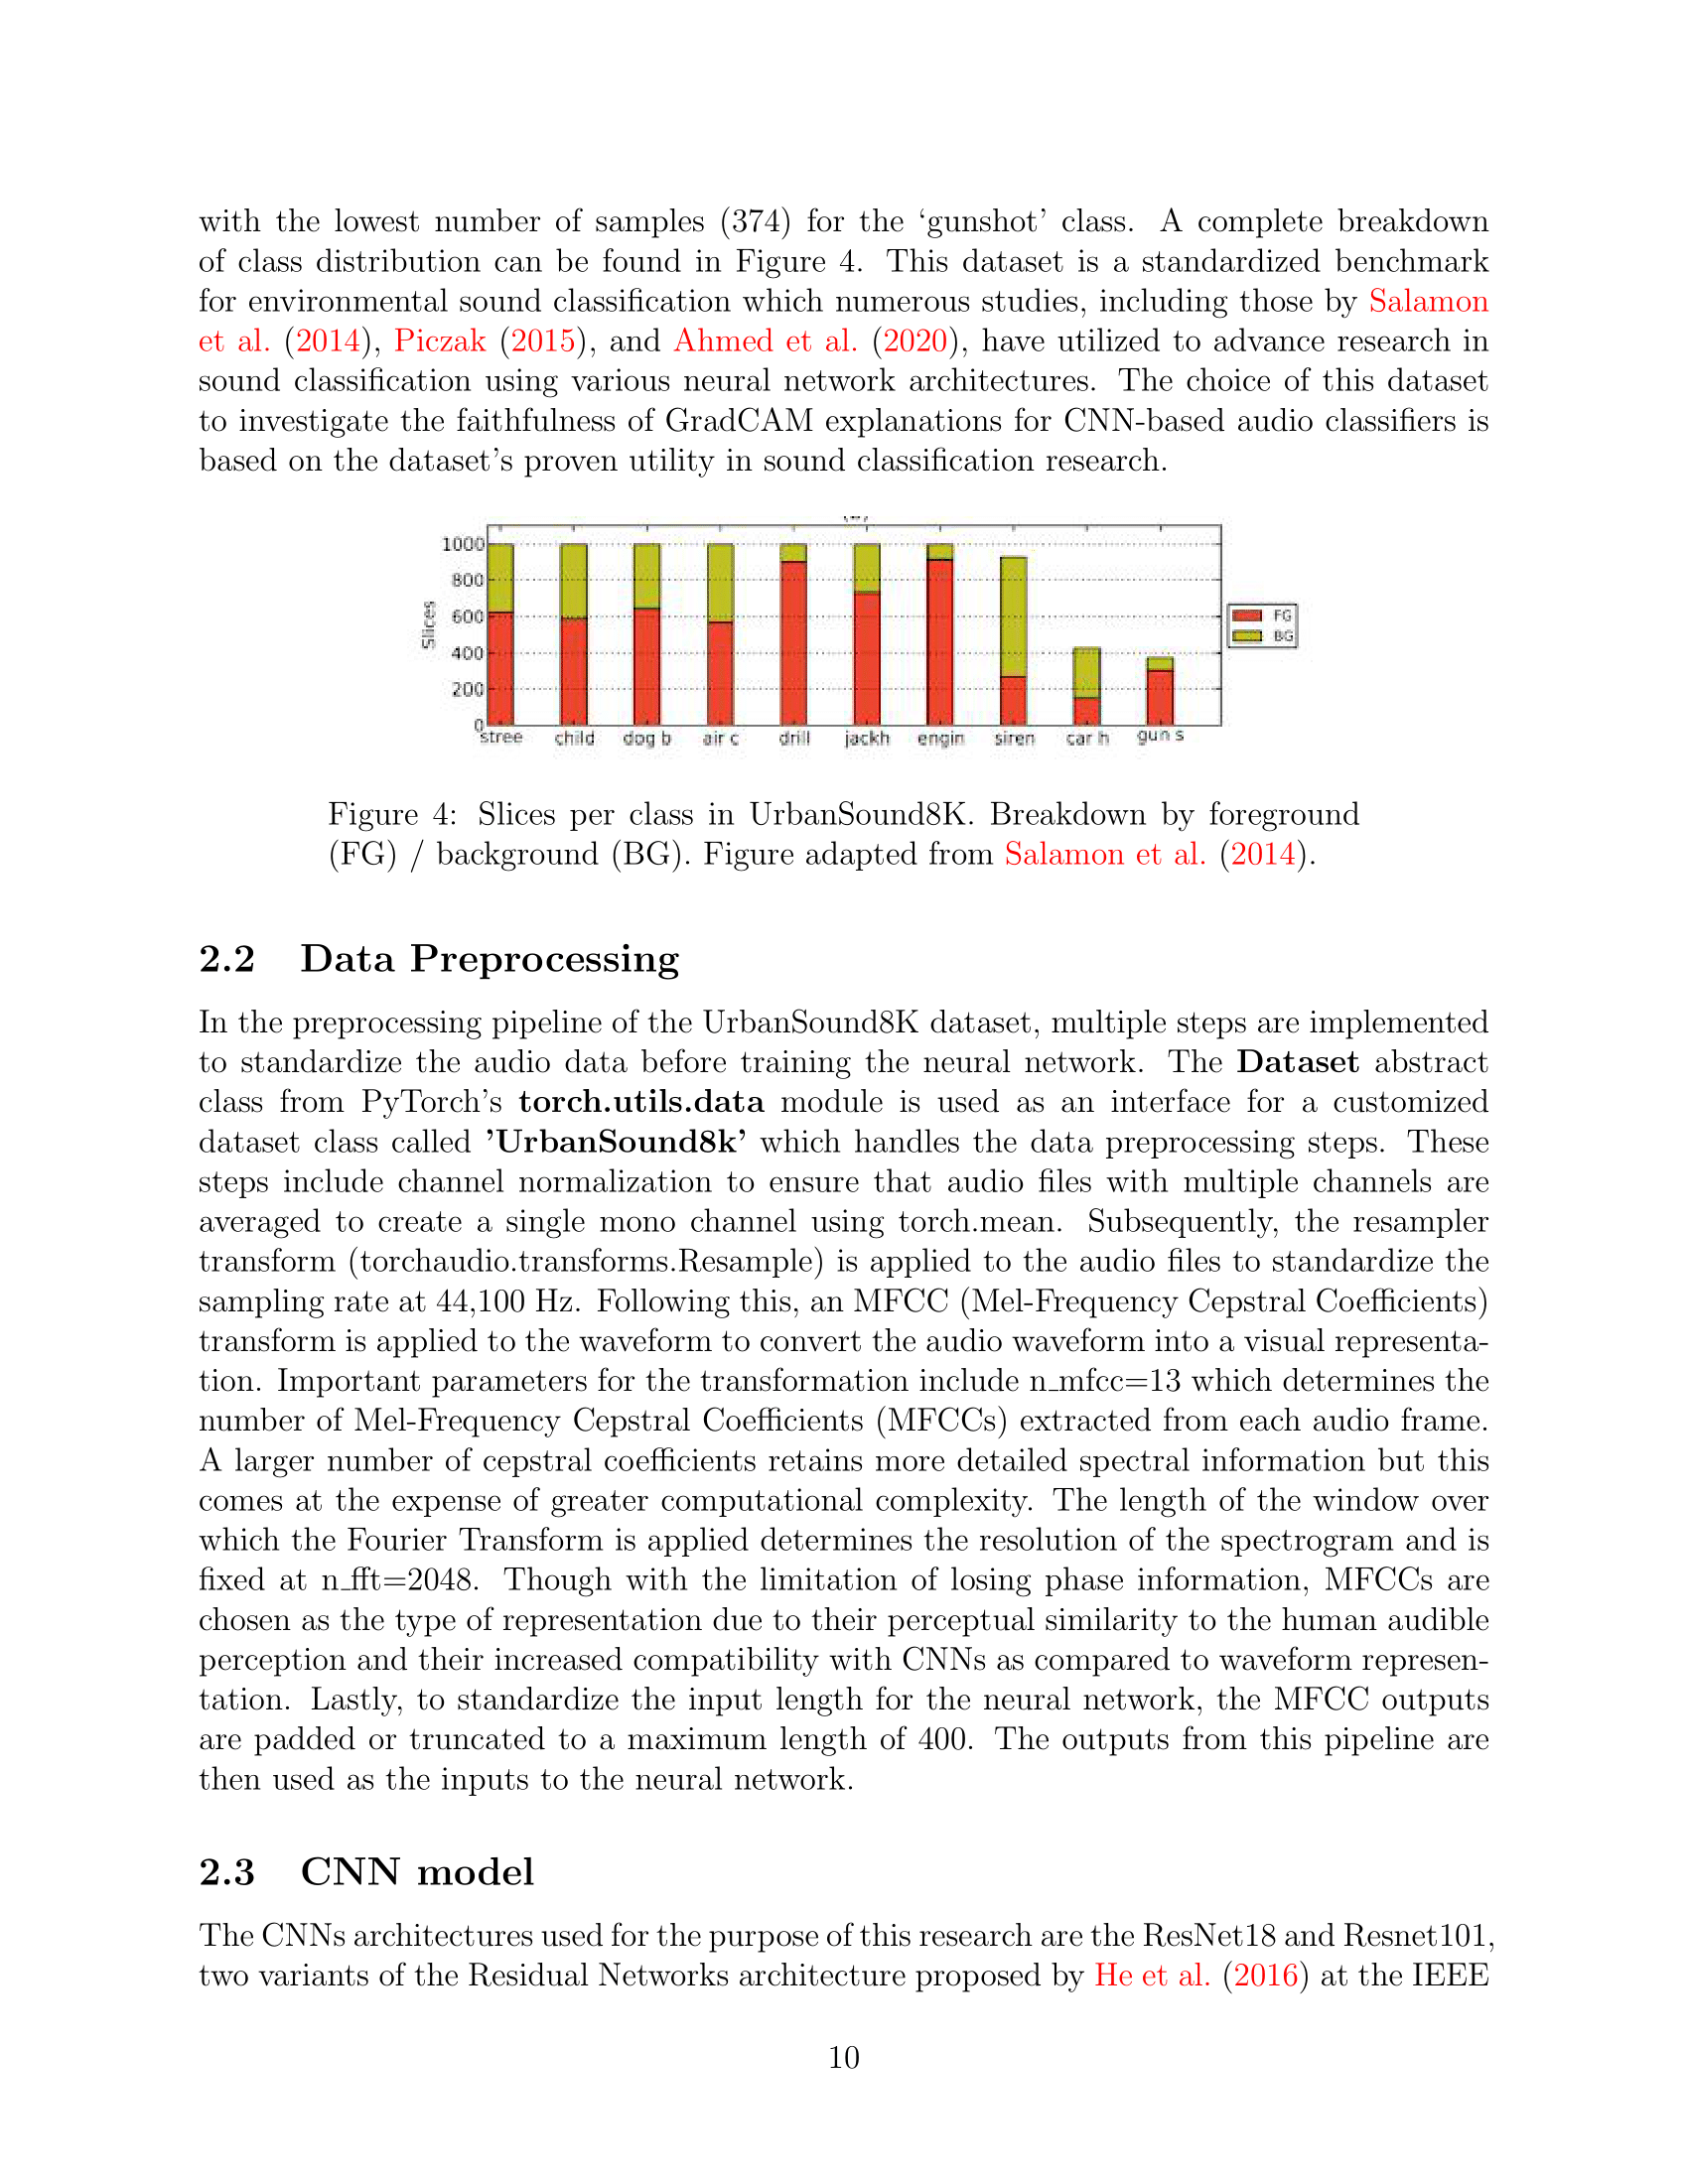 with the lowest number of samples (374) for the ‘gunshot’ class. A complete breakdown
of class distribution can be found in Figure 4. This dataset is a standardized benchmark
for environmental sound classification which numerous studies, including those by Salamon
et al. (2014), Piczak (2015), and Ahmed et al. (2020), have utilized to advance research in
sound classification using various neural network architectures. The choice of this dataset
to investigate the faithfulness of GradCAM explanations for CNN-based audio classifiers is
based on the dataset’s proven utility in sound classification research.
1000
800
600
400
200
0
Slices
stree child dog b air c drill jackh engin siren car h gun s
FG
BG
Figure 4: Slices per class in UrbanSound8K. Breakdown by foreground
(FG) / background (BG). Figure adapted from Salamon et al. (2014).
2.2 Data Preprocessing
In the preprocessing pipeline of the UrbanSound8K dataset, multiple steps are implemented
to standardize the audio data before training the neural network. The Dataset abstract
class from PyTorch’s torch.utils.data module is used as an interface for a customized
dataset class called ’UrbanSound8k’ which handles the data preprocessing steps. These
steps include channel normalization to ensure that audio files with multiple channels are
averaged to create a single mono channel using torch.mean. Subsequently, the resampler
transform (torchaudio.transforms.Resample) is applied to the audio files to standardize the
sampling rate at 44,100 Hz. Following this, an MFCC (Mel-Frequency Cepstral Coefficients)
transform is applied to the waveform to convert the audio waveform into a visual representa-
tion. Important parameters for the transformation include n_mfcc=13 which determines the
number of Mel-Frequency Cepstral Coefficients (MFCCs) extracted from each audio frame.
A larger number of cepstral coefficients retains more detailed spectral information but this
comes at the expense of greater computational complexity. The length of the window over
which the Fourier Transform is applied determines the resolution of the spectrogram and is
fixed at n_fft=2048. Though with the limitation of losing phase information, MFCCs are
chosen as the type of representation due to their perceptual similarity to the human audible
perception and their increased compatibility with CNNs as compared to waveform represen-
tation. Lastly, to standardize the input length for the neural network, the MFCC outputs
are padded or truncated to a maximum length of 400. The outputs from this pipeline are
then used as the inputs to the neural network.
2.3 CNN model
The CNNs architectures used for the purpose of this research are the ResNet18 and Resnet101,
two variants of the Residual Networks architecture proposed by He et al. (2016) at the IEEE
10